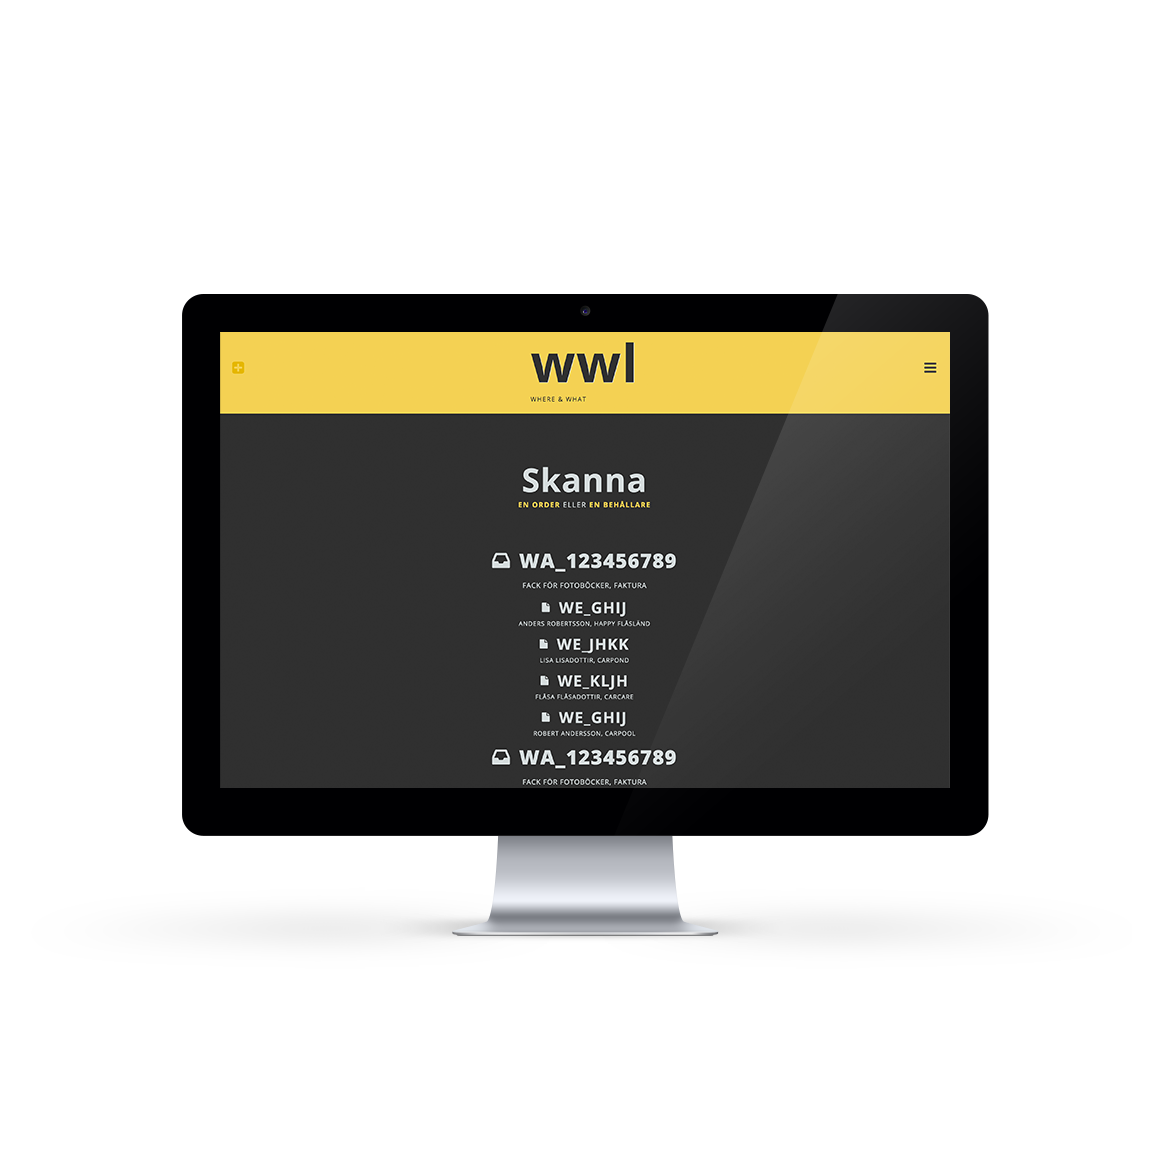 wwl
WHERE & WHAT
Skanna
EN ORDER ELLER EN BEHÅLLARE
WA_123456789
FACK FÖR FOTOBÖCKER, FAKTURA
WE_GHIJ
ANDERS ROBERTSSON, HAPPY FLÅSLAND
WE_JHKK
LISA LISADOTTIR, CARPOND
WE_KLJH
FLÅSA FLÅSADOTTIR, CARCARE
WE_GHIJ
ROBERT ANDERSSON, CARPOOL
WA_123456789
FACK FÖR FOTOBÖCKER, FAKTURA